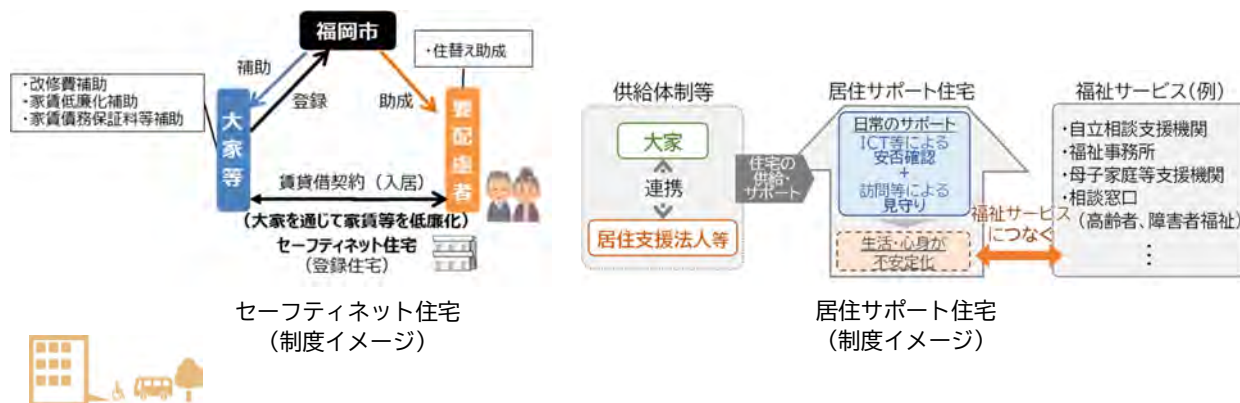 福岡市
・住替え助成
補助
登録
助成
・改修費補助
・家賃低廉化補助
・家賃債務保証料等補助
大家等
要配慮者
賃貸借契約（入居）
（大家を通じて家賃等を低廉化）
セーフティネット住宅
（登録住宅）
セーフティネット住宅
（制度イメージ）
供給体制等
大家
連携
居住支援法人等
住宅の
供給・
サポート
居住サポート住宅
日常のサポート
ICT等による
安否確認
+
訪問等による
見守り
生活・心身が
不安定化
福祉サービス
につなぐ
福祉サービス(例)
・自立相談支援機関
・福祉事務所
・母子家庭等支援機関
・相談窓口
(高齢者、障害者福祉)
⋮
居住サポート住宅
（制度イメージ）